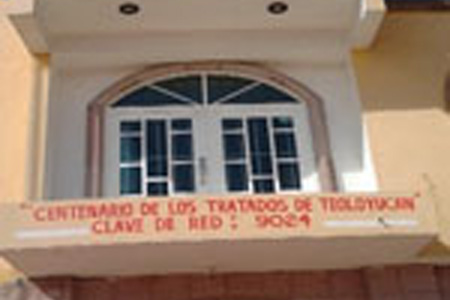 "CENTENARIO DE LOS TRATADOS DE TEOLOYUCAN"
CLAVE DE RED: 9024